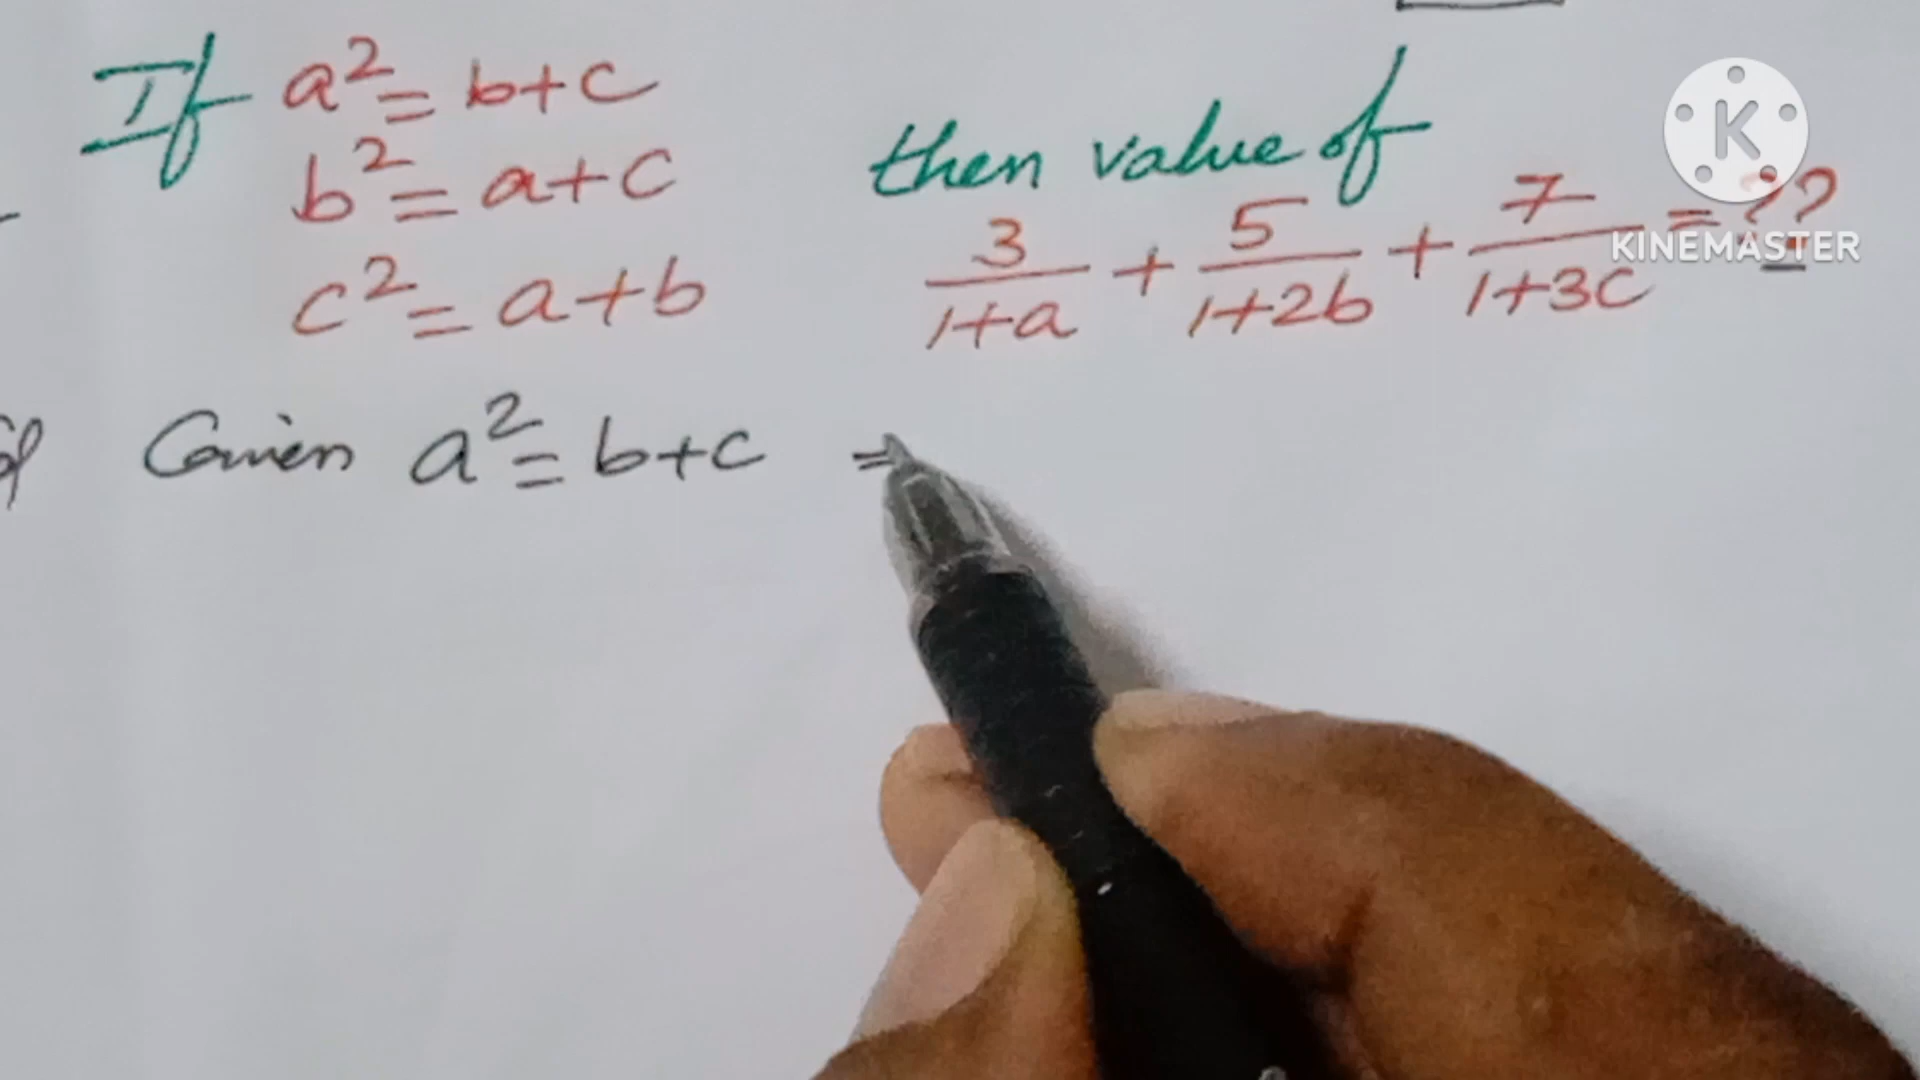 If a² = b+c
b² = a+c
c² = a+b
then value of
3/(1+a) + 5/(1+2b) + 7/(1+3c) = ??
K
KINEMASTER
Given a² = b+c =